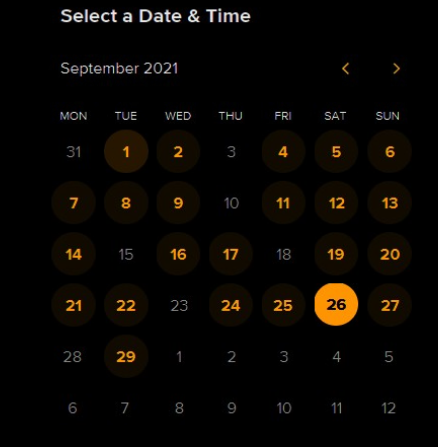 Select a Date & Time
September 2021 < >
MON TUE WED THU FRI SAT SUN
31 1 2 3 4 5 6
7 8 9 10 11 12 13
14 15 16 17 18 19 20
21 22 23 24 25 26 27
28 29 1 2 3 4 5
6 7 8 9 10 11 12